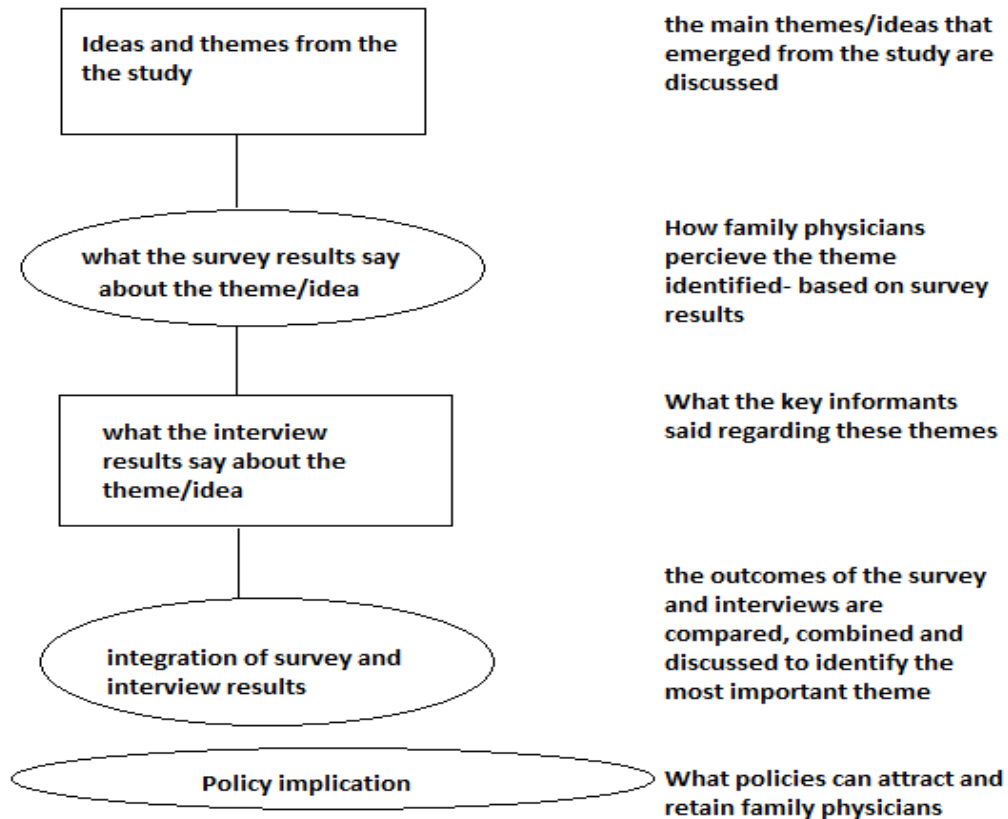 Ideas and themes from the
the study
the main themes/ideas that
emerged from the study are
discussed
what the survey results say
about the theme/idea
How family physicians
percieve the theme
identified- based on survey
results
what the interview
results say about the
theme/idea
What the key informants
said regarding these themes
integration of survey and
interview results
the outcomes of the survey
and interviews are
compared, combined and
discussed to identify the
most important theme
Policy implication
What policies can attract and
retain family physicians